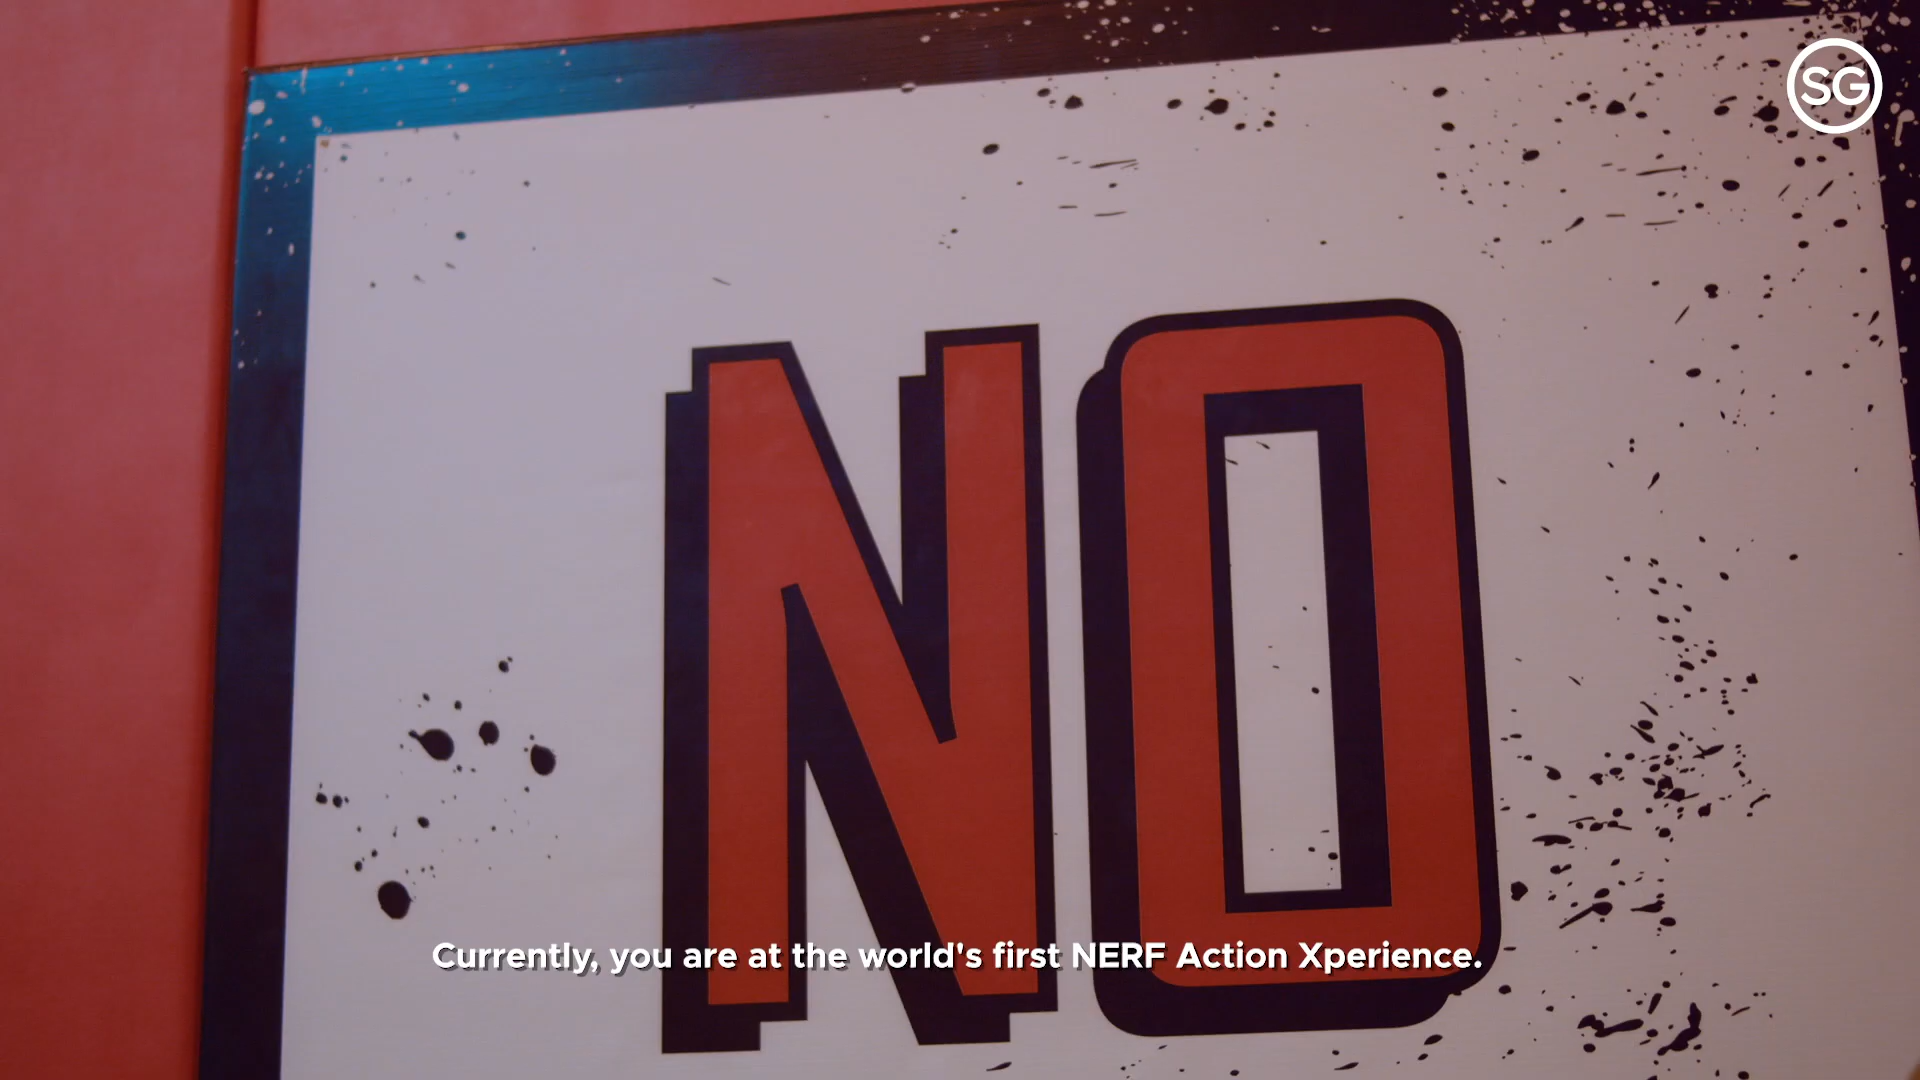 SG
NO
Currently, you are at the world's first NERF Action Xperience.